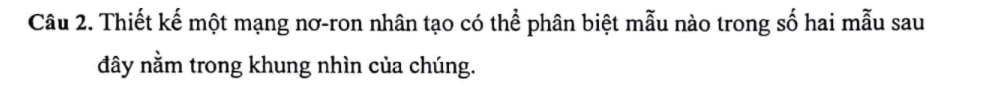 Câu 2. Thiết kế một mạng nơ-ron nhân tạo có thể phân biệt mẫu nào trong số hai mẫu sau
đây nằm trong khung nhìn của chúng.